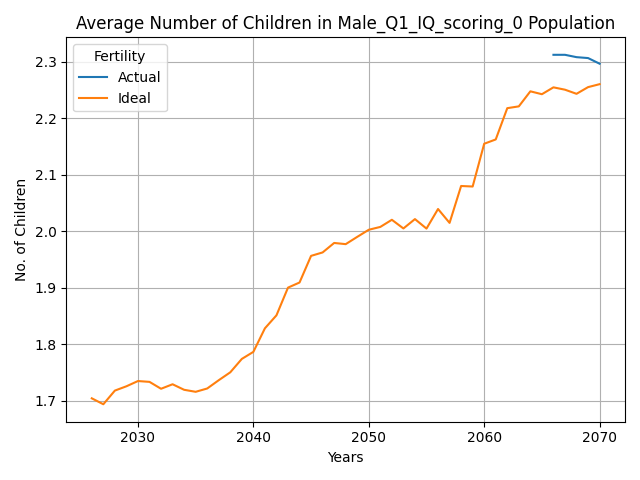 Average Number of Children in Male_Q1_IQ_scoring_0 Population
Fertility
Actual
Ideal
2.3
2.2
2.1
2.0
1.9
1.8
1.7
No. of Children
2030
2040
2050
2060
2070
Years